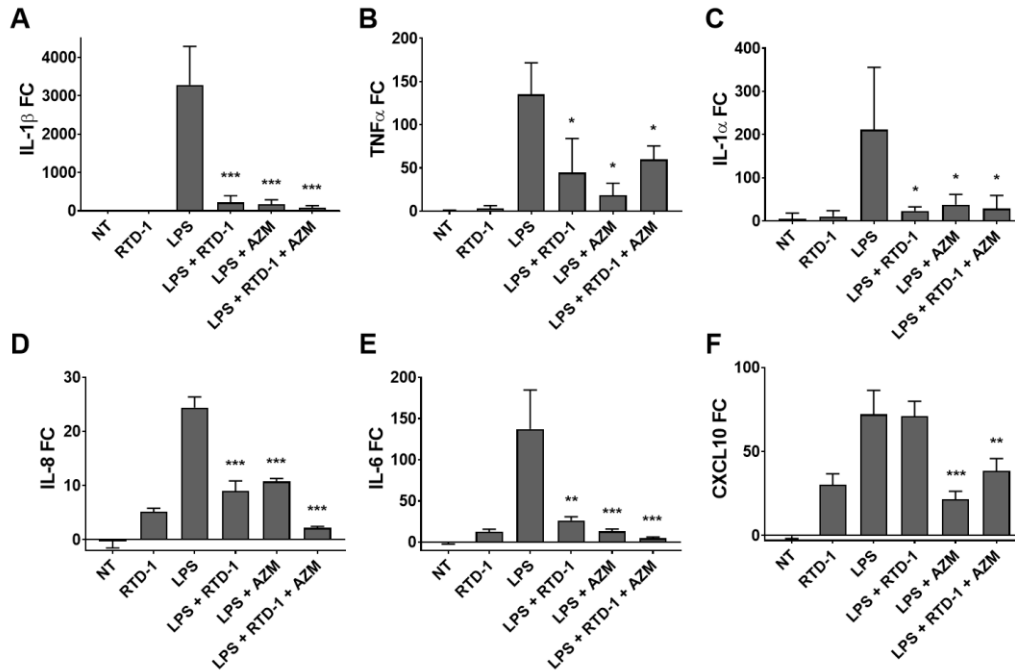 A
IL-1β FC
4000
3000
2000
1000
0
***
***
***
NT
RTD-1
LPS
LPS + RTD-1
LPS + AZM
LPS + RTD-1 + AZM
B
TNFα FC
200
150
100
50
0
*
*
*
NT
RTD-1
LPS
LPS + RTD-1
LPS + AZM
LPS + RTD-1 + AZM
C
IL-1α FC
400
300
200
100
0
*
*
*
NT
RTD-1
LPS
LPS + RTD-1
LPS + AZM
LPS + RTD-1 + AZM
D
IL-8 FC
30
20
10
0
***
***
***
NT
RTD-1
LPS
LPS + RTD-1
LPS + AZM
LPS + RTD-1 + AZM
E
IL-6 FC
200
150
100
50
0
**
***
***
NT
RTD-1
LPS
LPS + RTD-1
LPS + AZM
LPS + RTD-1 + AZM
F
CXCL10 FC
100
50
0
***
**
NT
RTD-1
LPS
LPS + RTD-1
LPS + AZM
LPS + RTD-1 + AZM